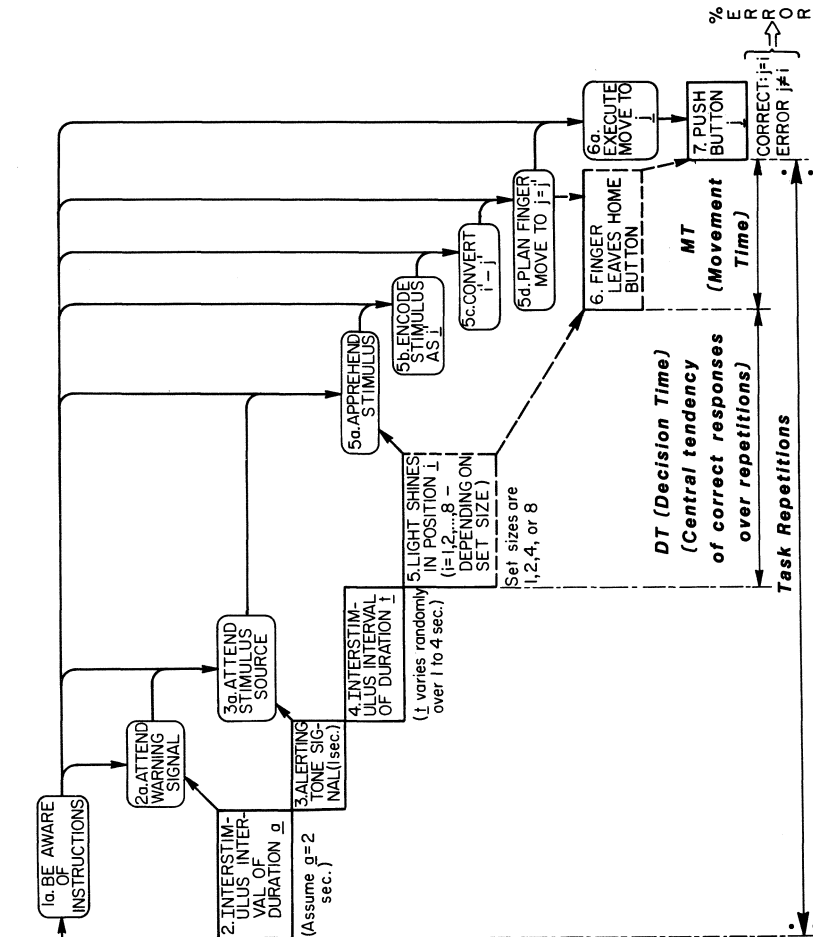 1a. BE AWARE
OF
INSTRUCTIONS
2a. ATTEND
WARNING
SIGNAL
3a. ATTEND
STIMULUS
SOURCE
5a. APPREHEND
STIMULUS
5b. ENCODE
STIMULUS
AS i'
5c. CONVERT
i' – j'
5d. PLAN FINGER
MOVE TO j=j'
6a.
EXECUTE
MOVE TO
j
2. INTERSTIM-
ULUS INTER-
VAL OF
DURATION a
(Assume a=2
sec.)
3. ALERTING
TONE SIG-
NAL (1 sec.)
4. INTERSTIM-
ULUS INTERVAL
OF DURATION t
(t varies randomly
over 1 to 4 sec.)
5. LIGHT SHINES
IN POSITION i
(i=1,2,...,8 –
DEPENDING ON
SET SIZE)
Set sizes are
1,2,4, or 8
6. FINGER
LEAVES HOME
BUTTON
7. PUSH
BUTTON
j
CORRECT: j=i
ERROR j≠i
%
E
R
R
O
R
DT (Decision Time)
(Central tendency
of correct responses
over repetitions)
MT
(Movement
Time)
Task Repetitions